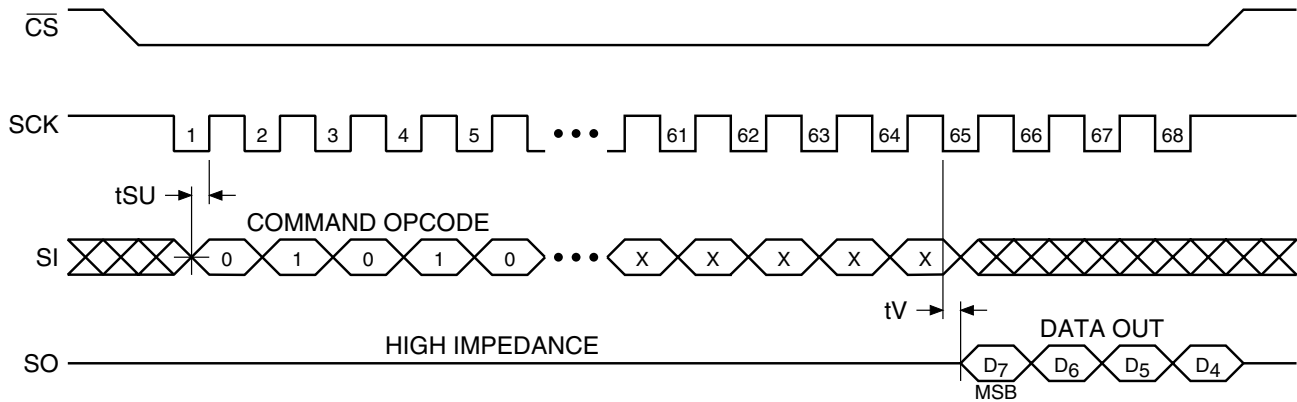 CS
SCK 1 2 3 4 5 ••• 61 62 63 64 65 66 67 68
tSU
COMMAND OPCODE
SI 0 1 0 1 0 ••• X X X X X
tV
HIGH IMPEDANCE
DATA OUT
SO D7 D6 D5 D4
MSB